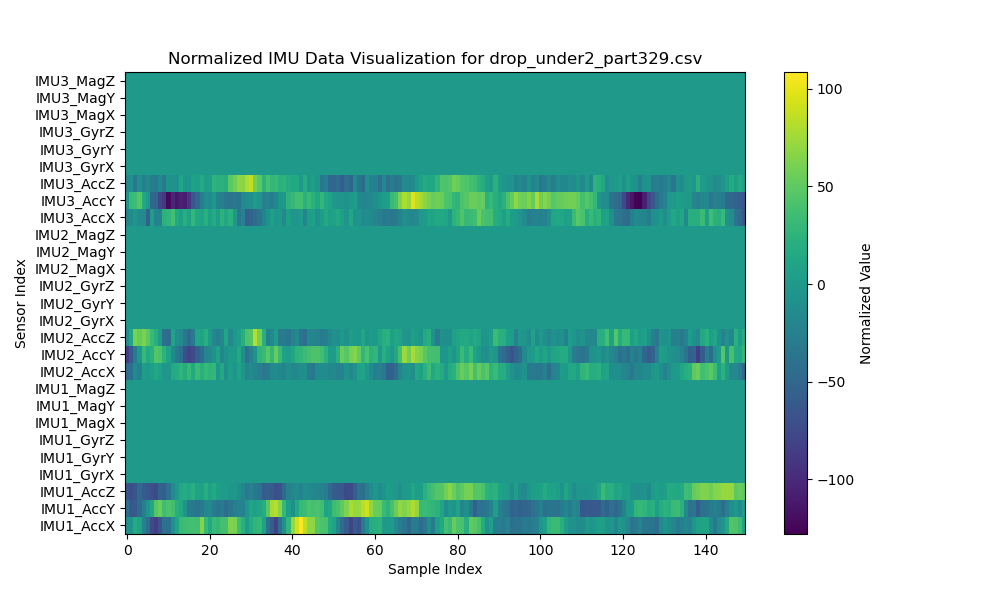 Normalized IMU Data Visualization for drop_under2_part329.csv
IMU3_MagZ
IMU3_MagY
IMU3_MagX
IMU3_GyrZ
IMU3_GyrY
IMU3_GyrX
IMU3_AccZ
IMU3_AccY
IMU3_AccX
IMU2_MagZ
IMU2_MagY
IMU2_MagX
IMU2_GyrZ
IMU2_GyrY
IMU2_GyrX
IMU2_AccZ
IMU2_AccY
IMU2_AccX
IMU1_MagZ
IMU1_MagY
IMU1_MagX
IMU1_GyrZ
IMU1_GyrY
IMU1_GyrX
IMU1_AccZ
IMU1_AccY
IMU1_AccX
Sensor Index
0 20 40 60 80 100 120 140
Sample Index
100
50
0
−50
−100
Normalized Value